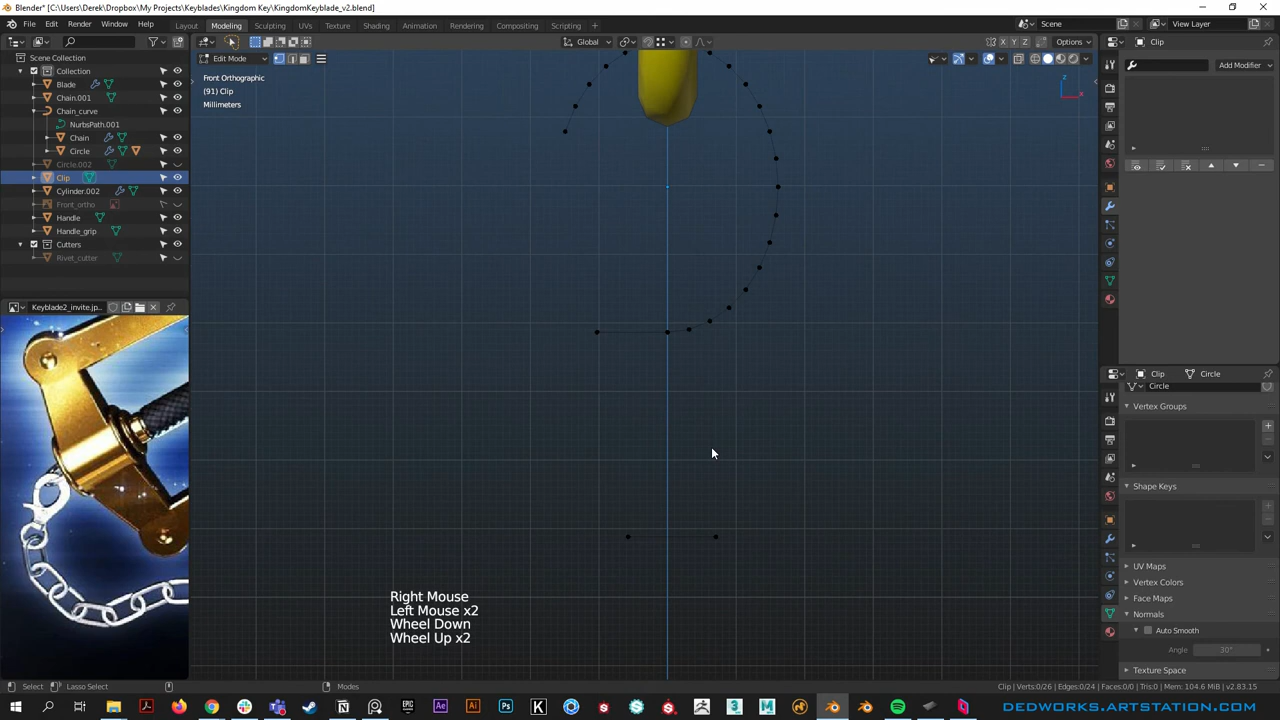 Blender* [C:\Users\Derek\Dropbox\My Projects\Keyblades\Kingdom Key\KingdomKeyblade_v2.blend]
File Edit Render Window Help Layout Modeling Sculpting UVs Shading Animation Rendering Compositing Scripting Scene View Layer
Global X Y Z Options Clip
Scene Collection
Collection
Blade
Chain.001
Chain_curve
NurbsPath.001
Chain
Circle
Circle.002
Clip
Cylinder.002
Front_ortho
Handle
Handle_grip
Cutters
Rivet_cutter
Keyblade2_invite.jp..
Edit Mode
Front Orthographic
(91) Clip
Millimeters
Z
X
Right Mouse
Left Mouse x2
Wheel Down
Wheel Up x2
Add Modifier
Clip Circle
Circle
Vertex Groups
Shape Keys
UV Maps
Vertex Colors
Face Maps
Normals
Auto Smooth
Angle 30°
Texture Space
Select Lasso Select Modes Clip | Verts:0/26 | Edges:0/24 | Faces:0/0 | Tris:0 | Mem: 104.6 MiB | v2.83.15
DEDWORKS.ARTSTATION.COM